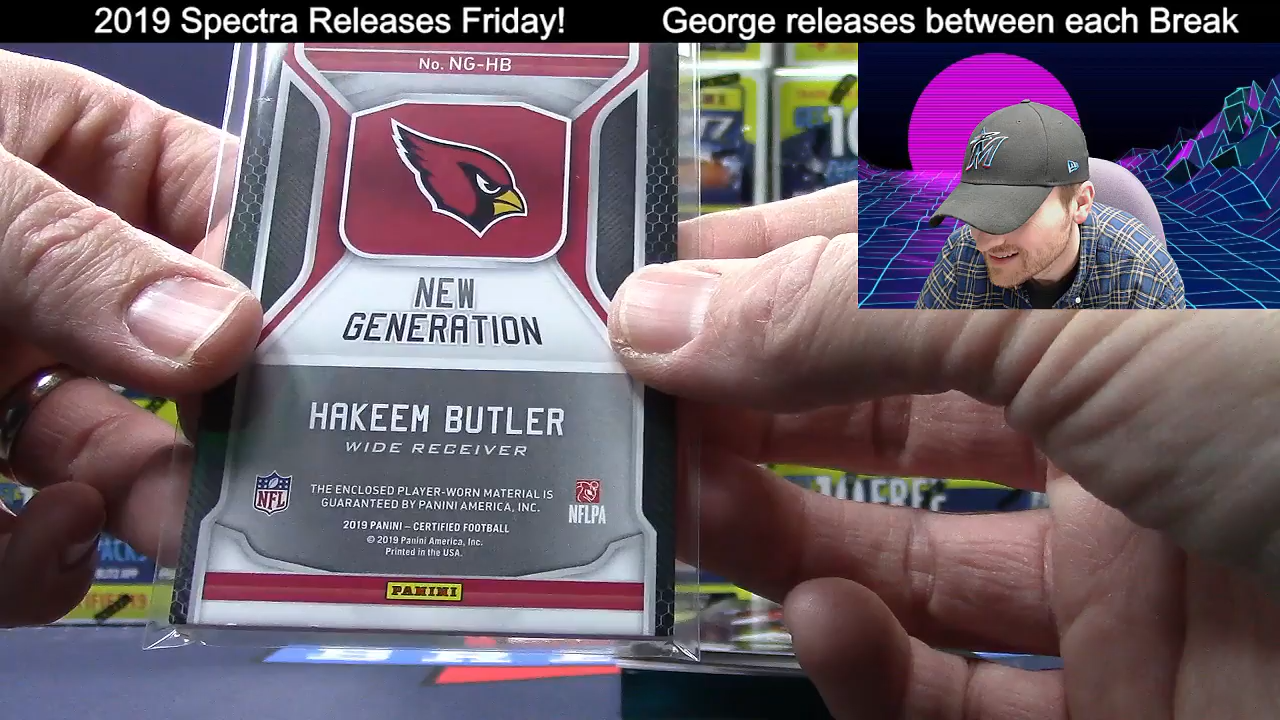 2019 Spectra Releases Friday!
George releases between each Break
No. NG-HB
NEW
GENERATION
HAKEEM BUTLER
WIDE RECEIVER
NFL
THE ENCLOSED PLAYER-WORN MATERIAL IS
GUARANTEED BY PANINI AMERICA, INC.
NFLPA
2019 PANINI – CERTIFIED FOOTBALL
© 2019 Panini America, Inc.
Printed in the USA.
PANINI